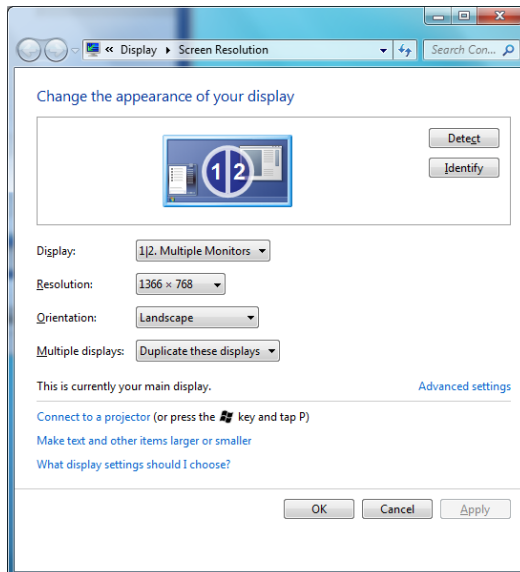 « Display ▸ Screen Resolution Search Con...
Change the appearance of your display
1|2
Detect
Identify
Display: 1|2. Multiple Monitors
Resolution: 1366 × 768
Orientation: Landscape
Multiple displays: Duplicate these displays
This is currently your main display. Advanced settings
Connect to a projector (or press the key and tap P)
Make text and other items larger or smaller
What display settings should I choose?
OK Cancel Apply